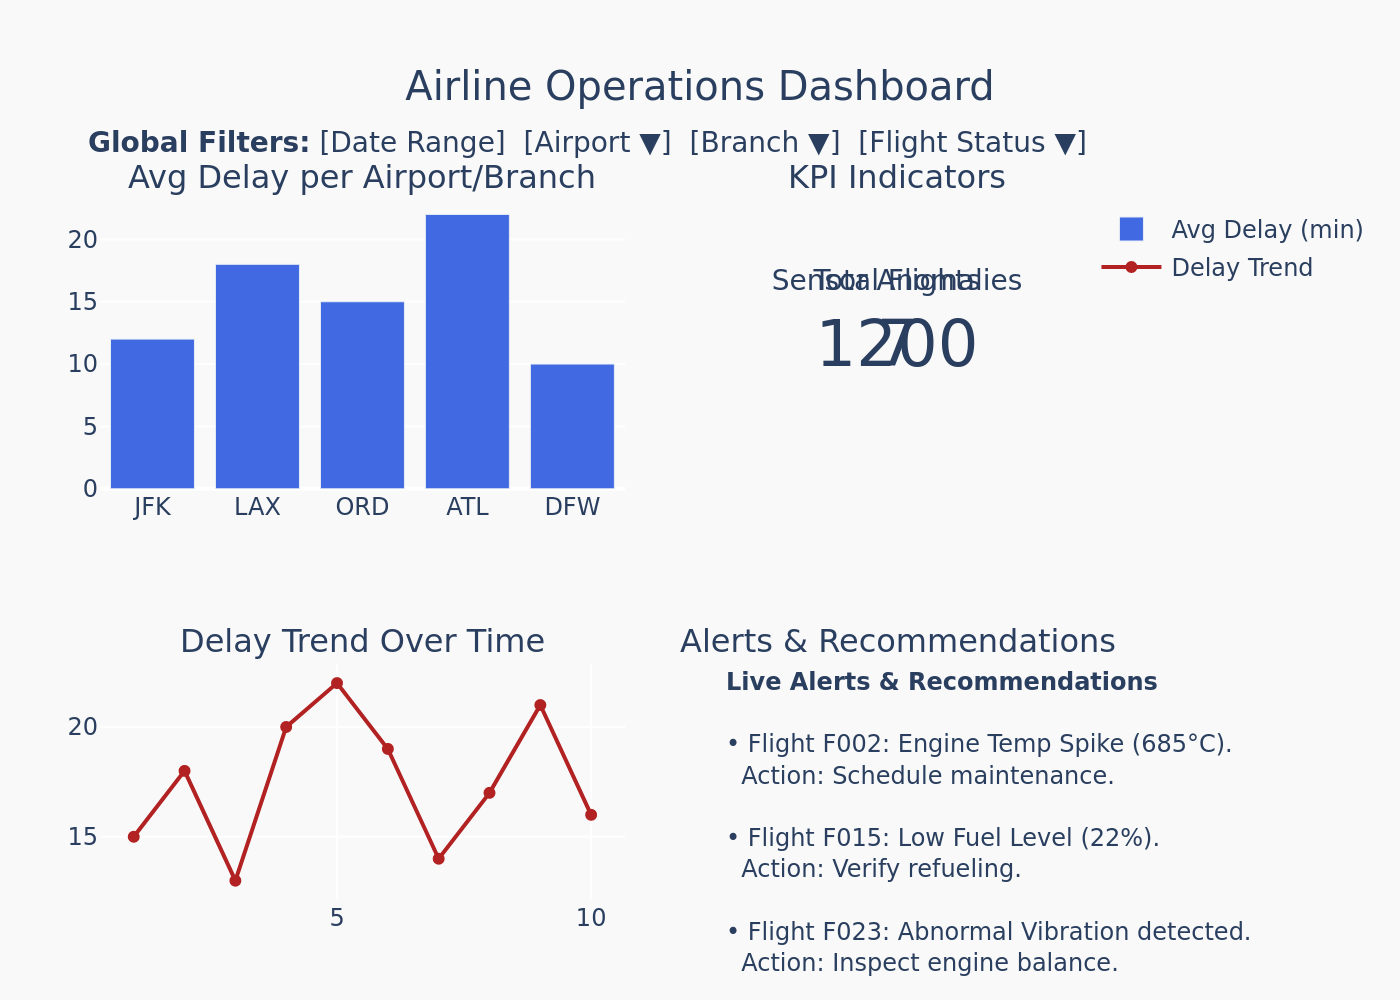 Airline Operations Dashboard
Global Filters: [Date Range] [Airport ▼] [Branch ▼] [Flight Status ▼]
Avg Delay per Airport/Branch
20
15
10
5
0
JFK LAX ORD ATL DFW
KPI Indicators
Total Flights
1200
Sensor Anomalies
7
Avg Delay (min)
Delay Trend
Delay Trend Over Time
20
15
5 10
Alerts & Recommendations
Live Alerts & Recommendations
• Flight F002: Engine Temp Spike (685°C).
Action: Schedule maintenance.
• Flight F015: Low Fuel Level (22%).
Action: Verify refueling.
• Flight F023: Abnormal Vibration detected.
Action: Inspect engine balance.